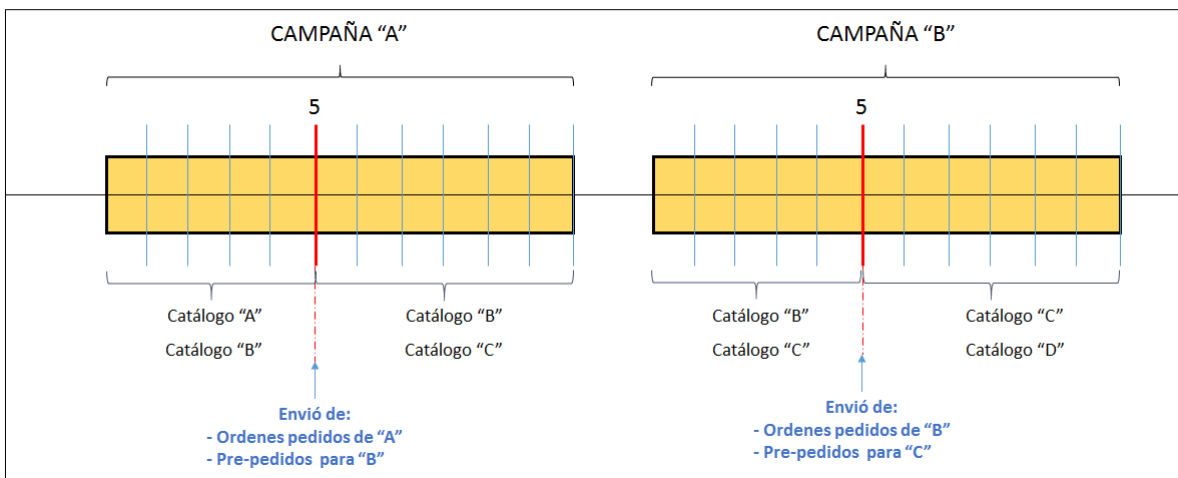 CAMPAÑA “A”
CAMPAÑA “B”
5
5
Catálogo “A”
Catálogo “B”
Catálogo “B”
Catálogo “C”
Catálogo “B”
Catálogo “C”
Catálogo “C”
Catálogo “D”
Envió de:
- Ordenes pedidos de “A”
- Pre-pedidos para “B”
Envió de:
- Ordenes pedidos de “B”
- Pre-pedidos para “C”